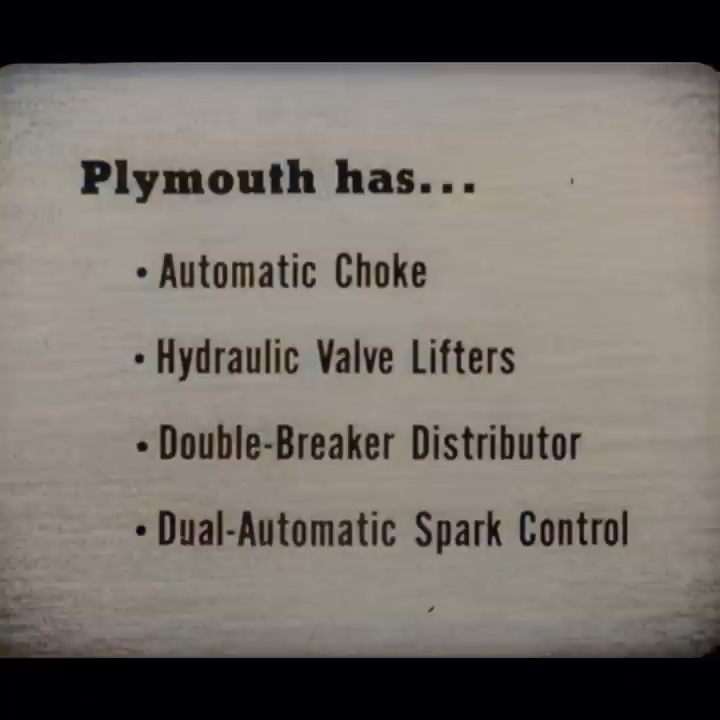 Plymouth has...
• Automatic Choke
• Hydraulic Valve Lifters
• Double-Breaker Distributor
• Dual-Automatic Spark Control